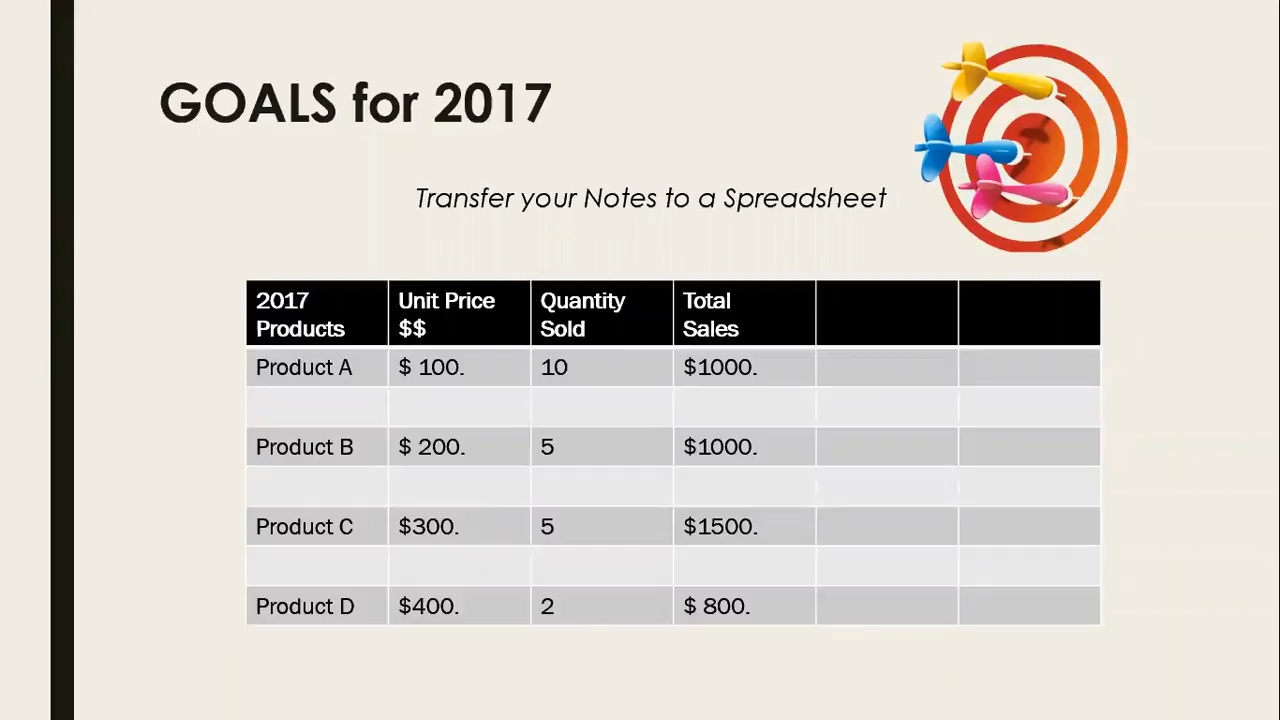 GOALS for 2017
Transfer your Notes to a Spreadsheet
2017 Products Unit Price $$ Quantity Sold Total Sales
Product A $ 100. 10 $1000.
Product B $ 200. 5 $1000.
Product C $300. 5 $1500.
Product D $400. 2 $ 800.